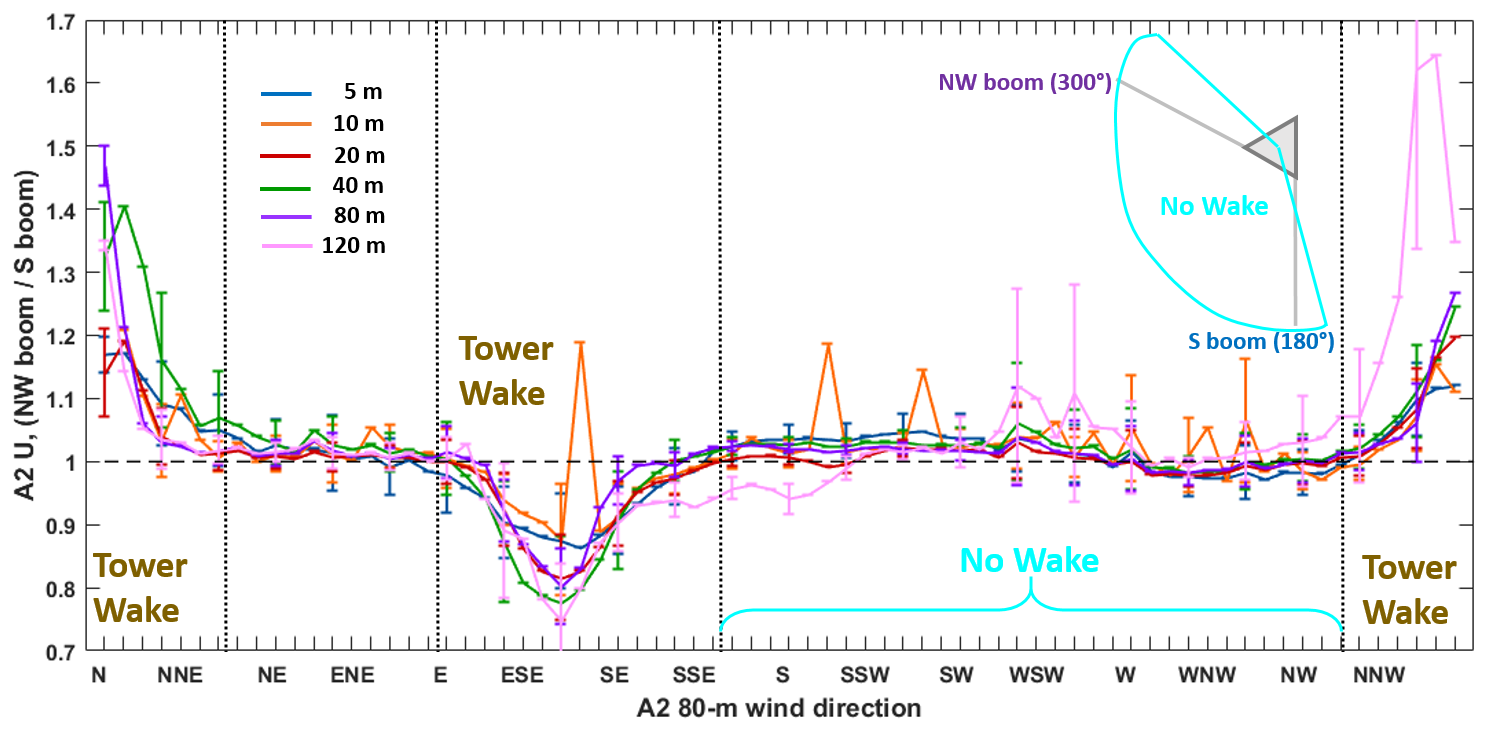 1.7
1.6
1.5
1.4
1.3
1.2
1.1
1
0.9
0.8
0.7
A2 U, (NW boom / S boom)
5 m
10 m
20 m
40 m
80 m
120 m
NW boom (300°)
No Wake
S boom (180°)
Tower
Wake
Tower
Wake
No Wake
Tower
Wake
N NNE NE ENE E ESE SE SSE S SSW SW WSW W WNW NW NNW
A2 80-m wind direction